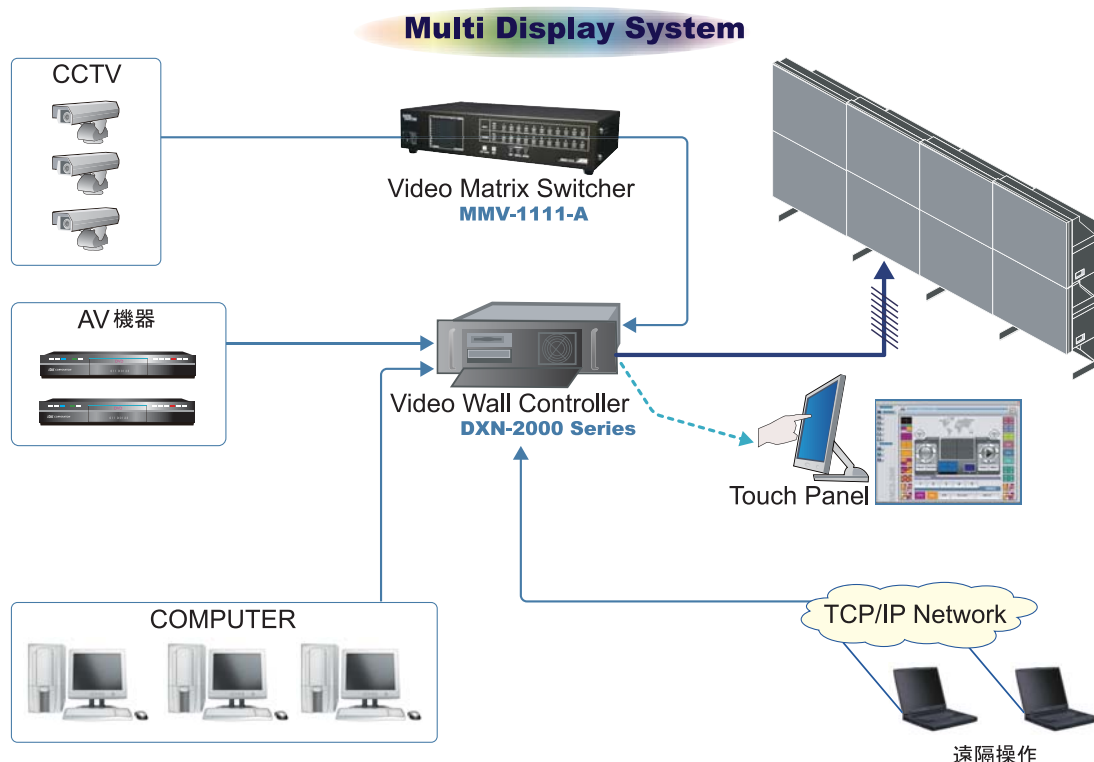 Multi Display System
CCTV
Video Matrix Switcher
MMV-1111-A
AV機器
Video Wall Controller
DXN-2000 Series
Touch Panel
COMPUTER
TCP/IP Network
遠隔操作